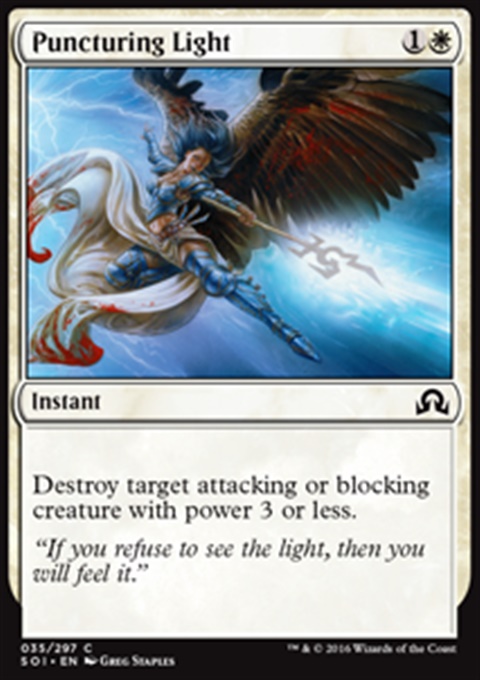 Puncturing Light 1
Instant
Destroy target attacking or blocking
creature with power 3 or less.
“If you refuse to see the light, then you
will feel it.”
035/297 C
SOI • EN Greg Staples
™ & © 2016 Wizards of the Coast